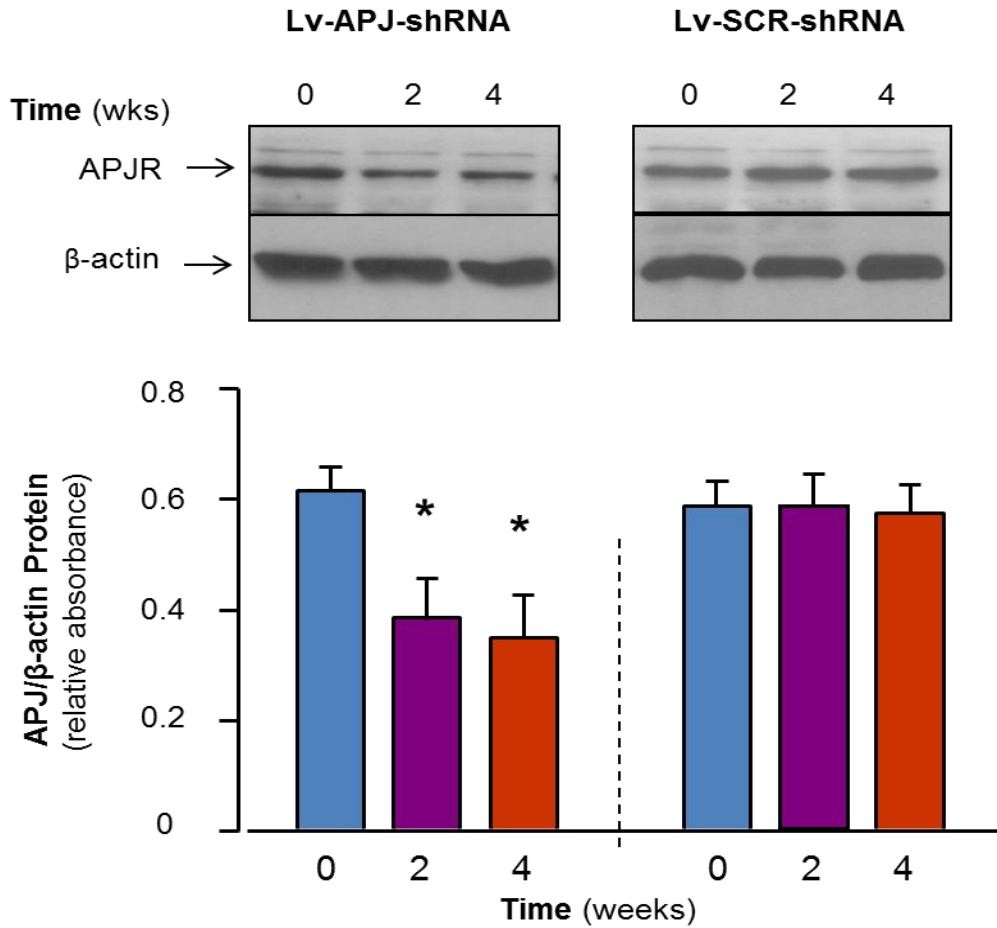 Lv-APJ-shRNA Lv-SCR-shRNA
Time (wks) 0 2 4 0 2 4
APJR
β-actin
0.8
0.6
0.4
0.2
0
APJ/β-actin Protein
(relative absorbance)
* *
0 2 4 0 2 4
Time (weeks)